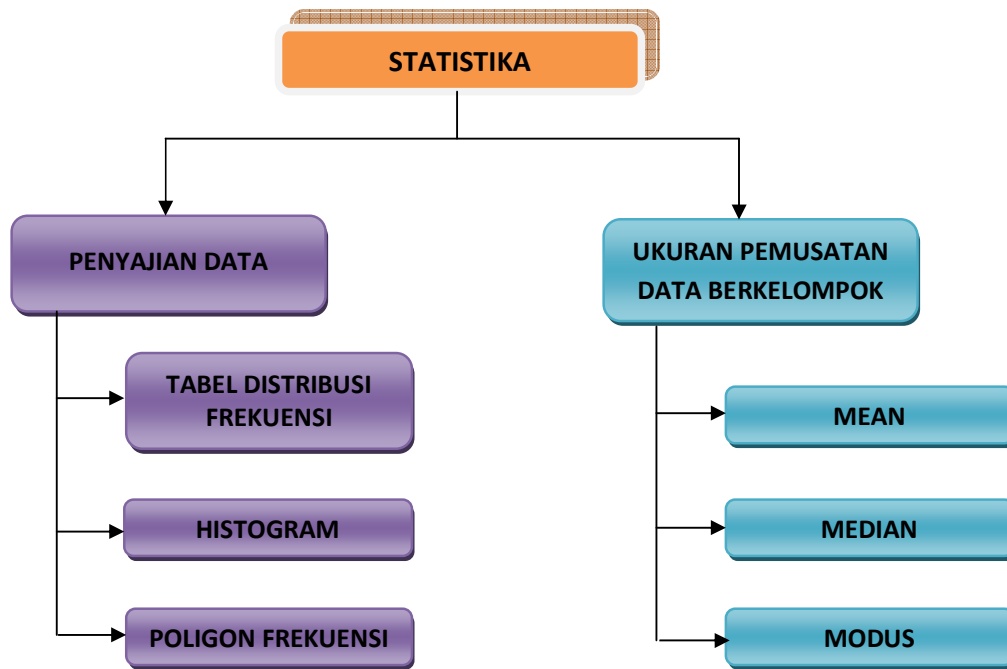 STATISTIKA
PENYAJIAN DATA
TABEL DISTRIBUSI
FREKUENSI
HISTOGRAM
POLIGON FREKUENSI
UKURAN PEMUSATAN
DATA BERKELOMPOK
MEAN
MEDIAN
MODUS